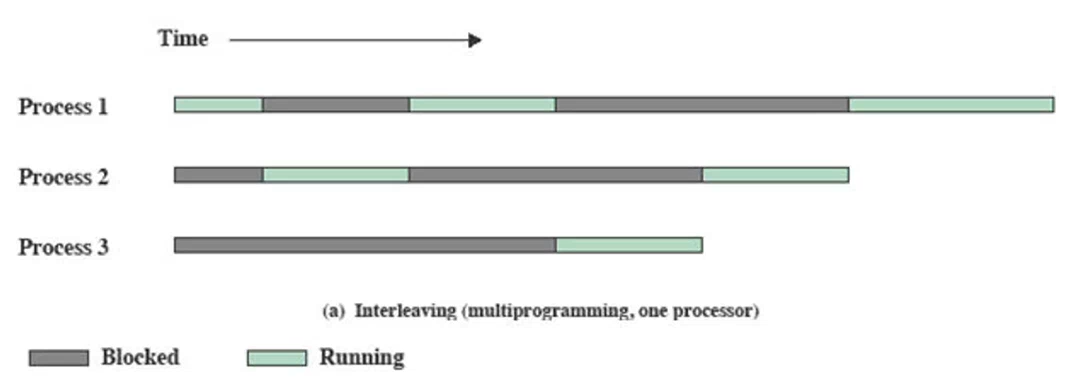 Time
Process 1
Process 2
Process 3
(a) Interleaving (multiprogramming, one processor)
Blocked Running